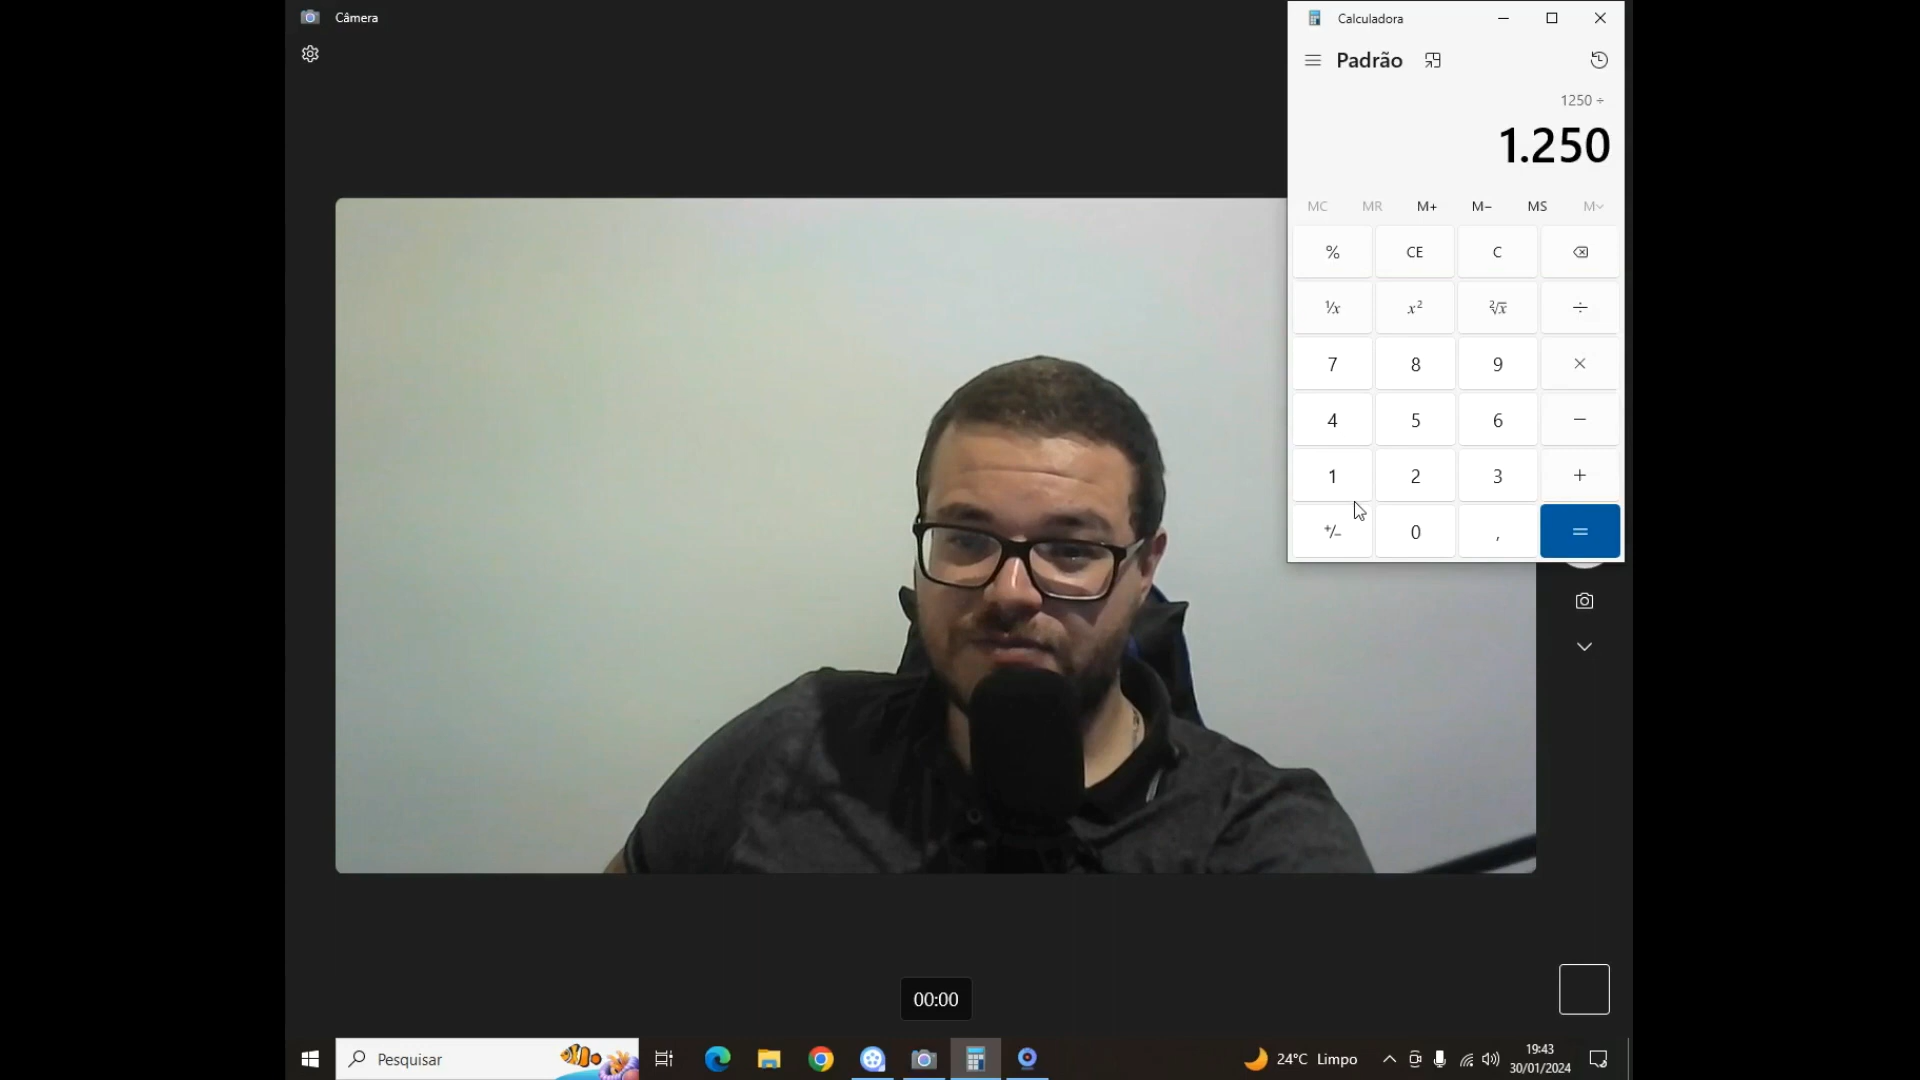 Câmera
Calculadora
Padrão
1250 ÷
1.250
MC MR M+ M− MS M
% CE C
¹/x x² ²√x ÷
7 8 9 ×
4 5 6 −
1 2 3 +
+/− 0 , =
00:00
Pesquisar
24°C Limpo
19:43
30/01/2024